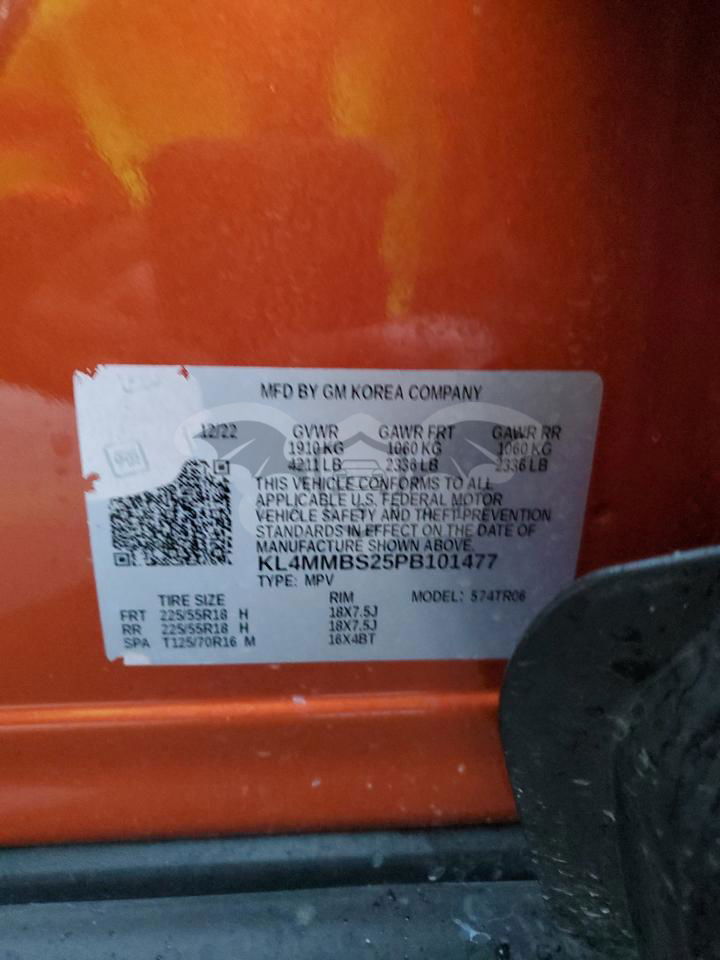 MFD BY GM KOREA COMPANY
12/22 GVWR GAWR FRT GAWR RR
1910 KG 1060 KG 1060 KG
4211 LB 2336 LB 2336 LB
THIS VEHICLE CONFORMS TO ALL
APPLICABLE U.S. FEDERAL MOTOR
VEHICLE SAFETY AND THEFT PREVENTION
STANDARDS IN EFFECT ON THE DATE OF
MANUFACTURE SHOWN ABOVE.
KL4MMBS25PB101477
TYPE: MPV
TIRE SIZE RIM MODEL: 574TR06
FRT 225/55R18 H 18X7.5J
RR 225/55R18 H 18X7.5J
SPA T125/70R16 M 16X4BT